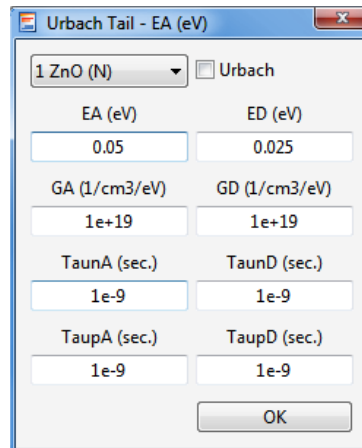 Urbach Tail - EA (eV)
1 ZnO (N) Urbach
EA (eV) ED (eV)
0.05 0.025
GA (1/cm3/eV) GD (1/cm3/eV)
1e+19 1e+19
TaunA (sec.) TaunD (sec.)
1e-9 1e-9
TaupA (sec.) TaupD (sec.)
1e-9 1e-9
OK